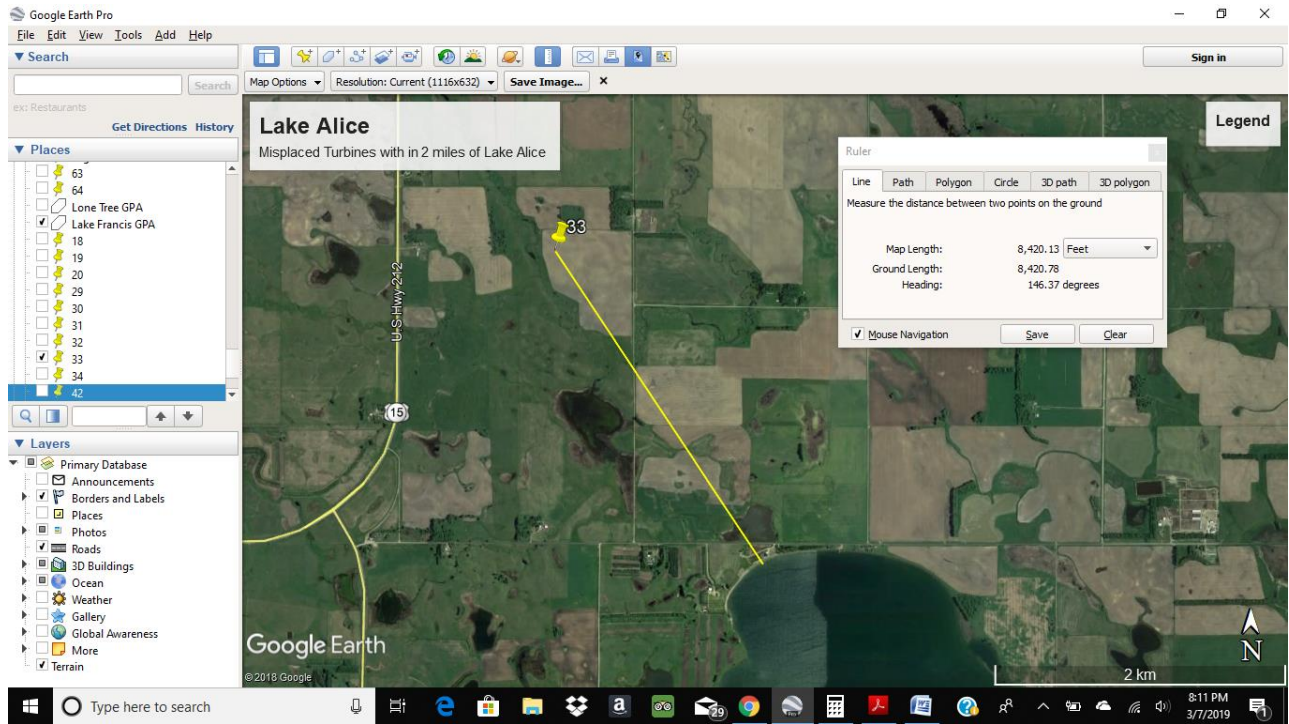 Google Earth Pro
File Edit View Tools Add Help
Search
Search
ex: Restaurants
Get Directions History
Places
63
64
Lone Tree GPA
Lake Francis GPA
18
19
20
29
30
31
32
33
34
42
Layers
Primary Database
Announcements
Borders and Labels
Places
Photos
Roads
3D Buildings
Ocean
Weather
Gallery
Global Awareness
More
Terrain
Sign in
Map Options Resolution: Current (1116x632) Save Image...
Lake Alice
Misplaced Turbines with in 2 miles of Lake Alice
Legend
33
U S Hwy 212
15
Ruler
Line Path Polygon Circle 3D path 3D polygon
Measure the distance between two points on the ground
Map Length: 8,420.13 Feet
Ground Length: 8,420.78
Heading: 146.37 degrees
Mouse Navigation Save Clear
Google Earth
©2018 Google
N
2 km
Type here to search
a
29
8:11 PM
3/7/2019
1